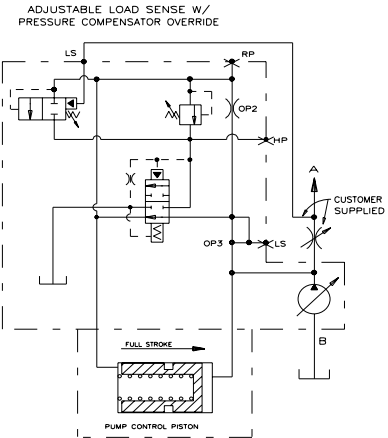 ADJUSTABLE LOAD SENSE W/
PRESSURE COMPENSATOR OVERRIDE
LS
RP
OP2
HP
A
CUSTOMER
SUPPLIED
OP3
LS
B
FULL STROKE
PUMP CONTROL PISTON